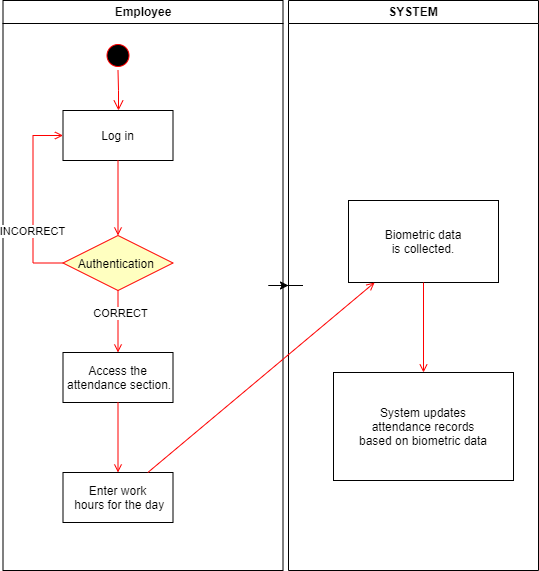 Employee
SYSTEM
Log in
INCORRECT
Authentication
CORRECT
Access the
attendance section.
Enter work
hours for the day
Biometric data
is collected.
System updates
attendance records
based on biometric data